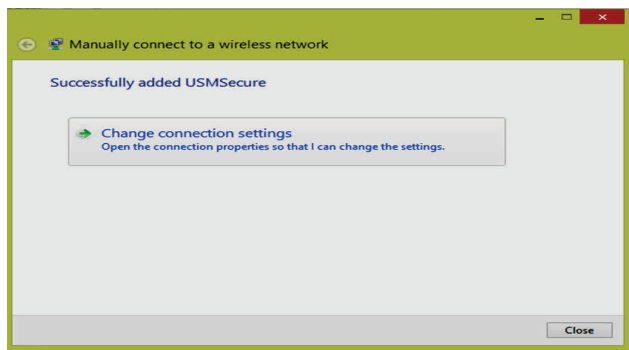 Manually connect to a wireless network
Successfully added USMSecure
Change connection settings
Open the connection properties so that I can change the settings.
Close